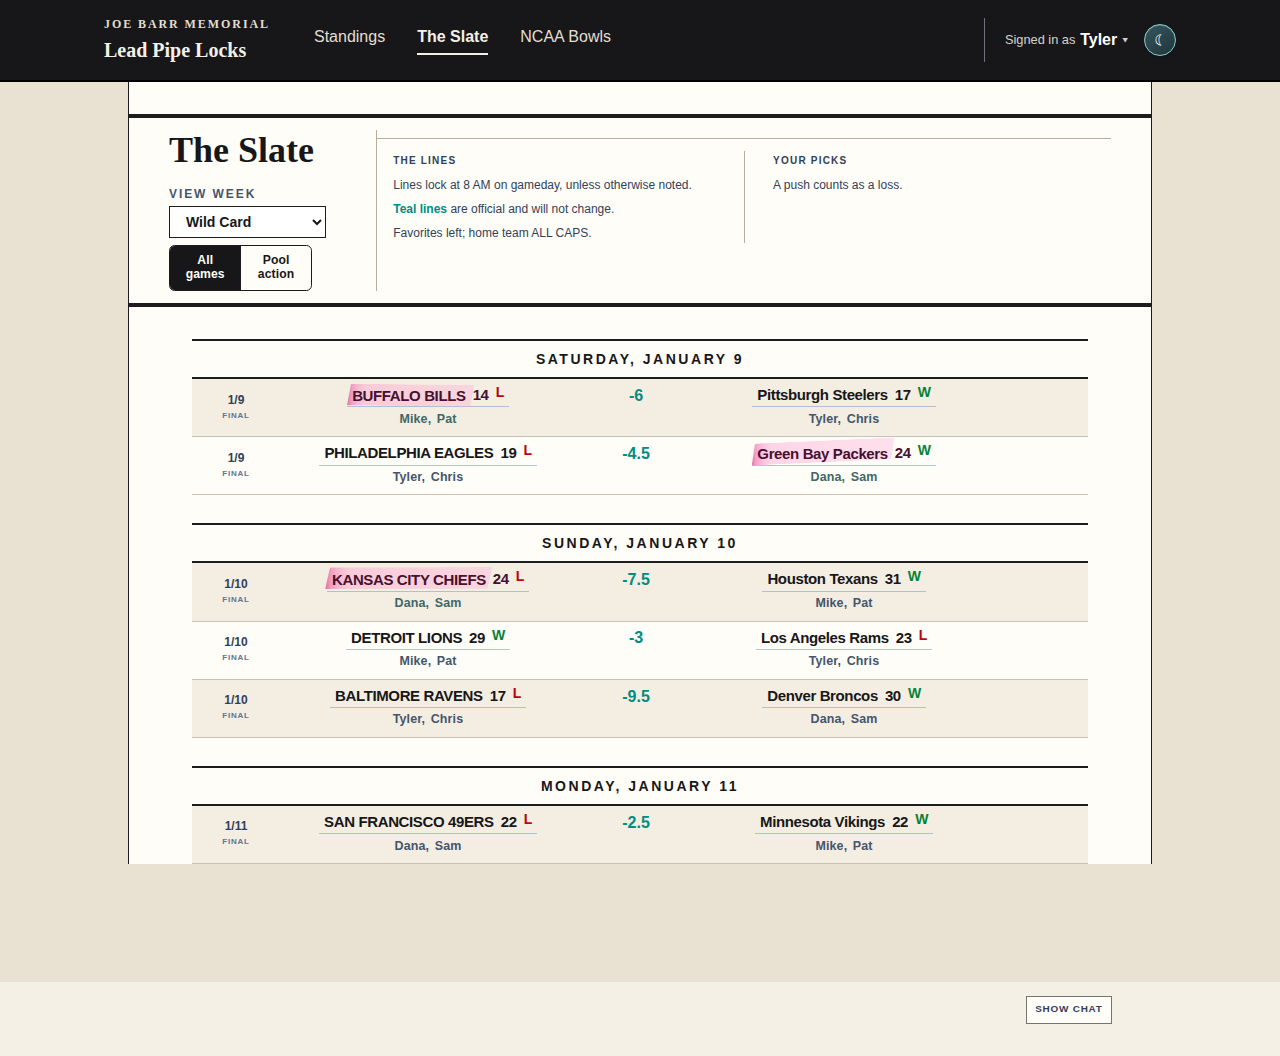 JOE BARR MEMORIAL
Lead Pipe Locks
Standings
The Slate
NCAA Bowls
Signed in as Tyler ▾
The Slate
VIEW WEEK
Wild Card
All games
Pool action
THE LINES
Lines lock at 8 AM on gameday, unless otherwise noted.
Teal lines are official and will not change.
Favorites left; home team ALL CAPS.
YOUR PICKS
A push counts as a loss.
SATURDAY, JANUARY 9
1/9 FINAL
BUFFALO BILLS 14 L
Mike, Pat
-6
Pittsburgh Steelers 17 W
Tyler, Chris
1/9 FINAL
PHILADELPHIA EAGLES 19 L
Tyler, Chris
-4.5
Green Bay Packers 24 W
Dana, Sam
SUNDAY, JANUARY 10
1/10 FINAL
KANSAS CITY CHIEFS 24 L
Dana, Sam
-7.5
Houston Texans 31 W
Mike, Pat
1/10 FINAL
DETROIT LIONS 29 W
Mike, Pat
-3
Los Angeles Rams 23 L
Tyler, Chris
1/10 FINAL
BALTIMORE RAVENS 17 L
Tyler, Chris
-9.5
Denver Broncos 30 W
Dana, Sam
MONDAY, JANUARY 11
1/11 FINAL
SAN FRANCISCO 49ERS 22 L
Dana, Sam
-2.5
Minnesota Vikings 22 W
Mike, Pat
SHOW CHAT